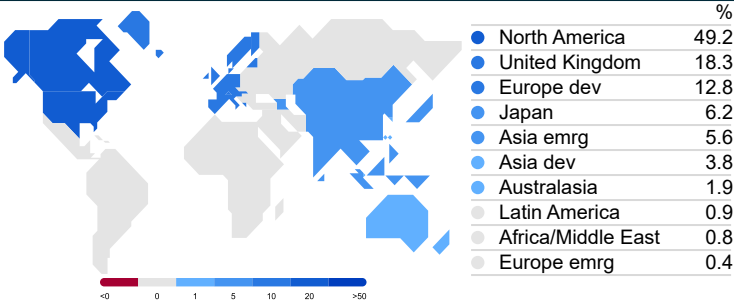 %
North America 49.2
United Kingdom 18.3
Europe dev 12.8
Japan 6.2
Asia emrg 5.6
Asia dev 3.8
Australasia 1.9
Latin America 0.9
Africa/Middle East 0.8
Europe emrg 0.4
<0 0 1 5 10 20 >50